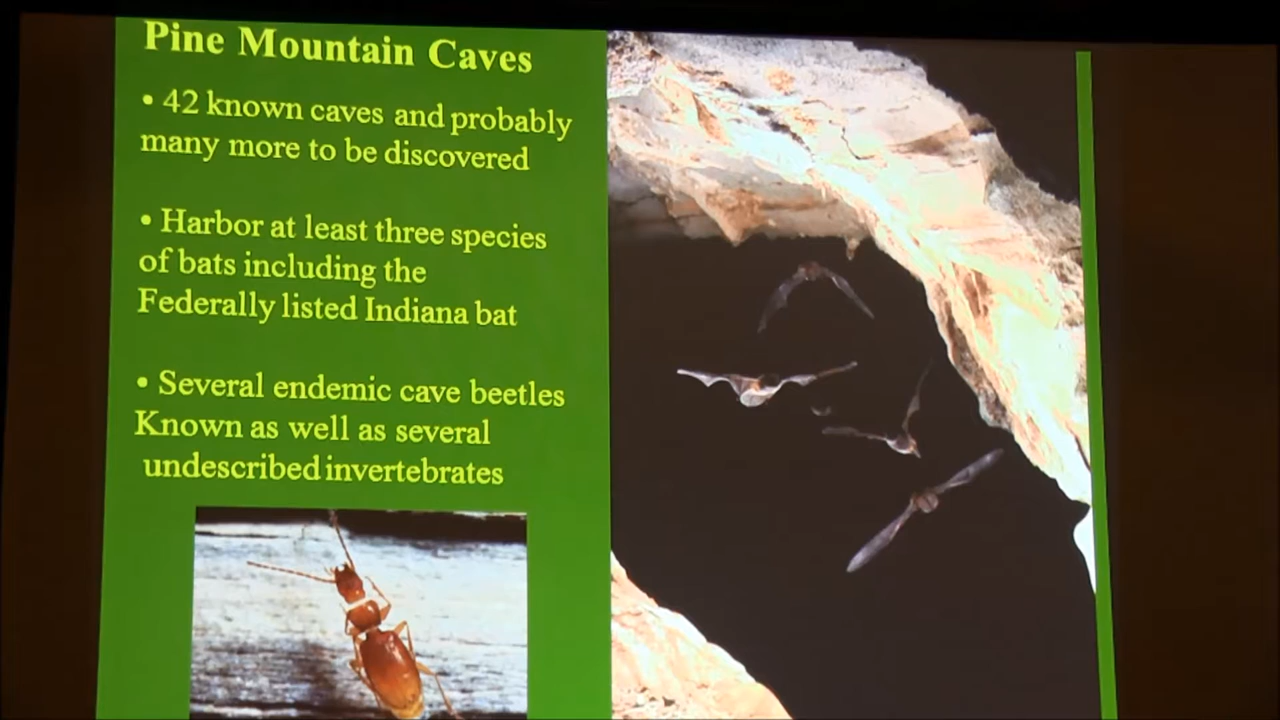 Pine Mountain Caves
• 42 known caves and probably
many more to be discovered
• Harbor at least three species
of bats including the
Federally listed Indiana bat
• Several endemic cave beetles
Known as well as several
undescribed invertebrates